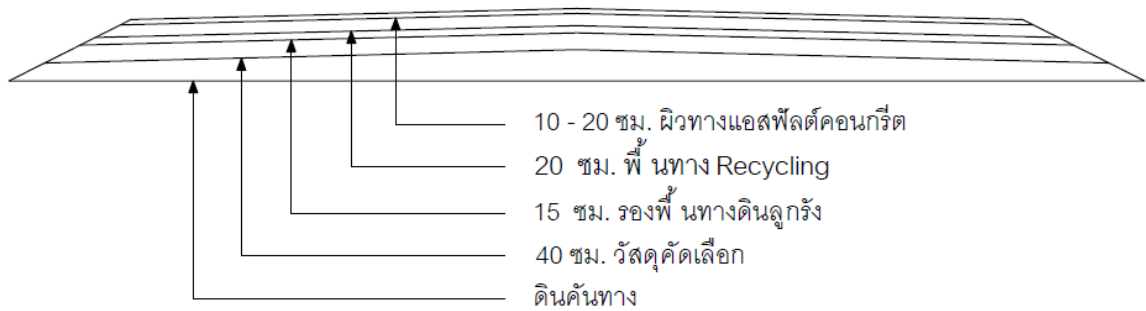 10 - 20 ซม. ผิวทางแอสฟัลต์คอนกรีต
20 ซม. พื้นทาง Recycling
15 ซม. รองพื้นทางดินลูกรัง
40 ซม. วัสดุคัดเลือก
ดินคันทาง